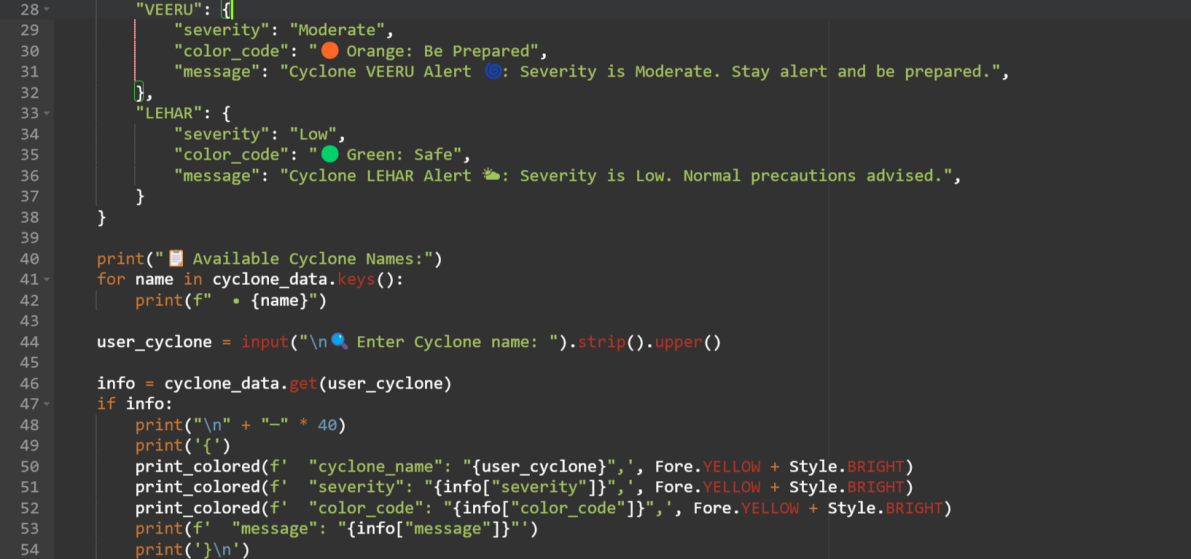 28 "VEERU": {
29 "severity": "Moderate",
30 "color_code": "🟠 Orange: Be Prepared",
31 "message": "Cyclone VEERU Alert 🌀: Severity is Moderate. Stay alert and be prepared.",
32 },
33 "LEHAR": {
34 "severity": "Low",
35 "color_code": "🟢 Green: Safe",
36 "message": "Cyclone LEHAR Alert 🌥: Severity is Low. Normal precautions advised.",
37 }
38 }
39
40 print("📋 Available Cyclone Names:")
41 for name in cyclone_data.keys():
42 print(f"  • {name}")
43
44 user_cyclone = input("\n🔍 Enter Cyclone name: ").strip().upper()
45
46 info = cyclone_data.get(user_cyclone)
47 if info:
48 print("\n" + "─" * 40)
49 print('{')
50 print_colored(f'  "cyclone_name": "{user_cyclone}",', Fore.YELLOW + Style.BRIGHT)
51 print_colored(f'  "severity": "{info["severity"]}",', Fore.YELLOW + Style.BRIGHT)
52 print_colored(f'  "color_code": "{info["color_code"]}",', Fore.YELLOW + Style.BRIGHT)
53 print(f'  "message": "{info["message"]}"')
54 print('}\n')